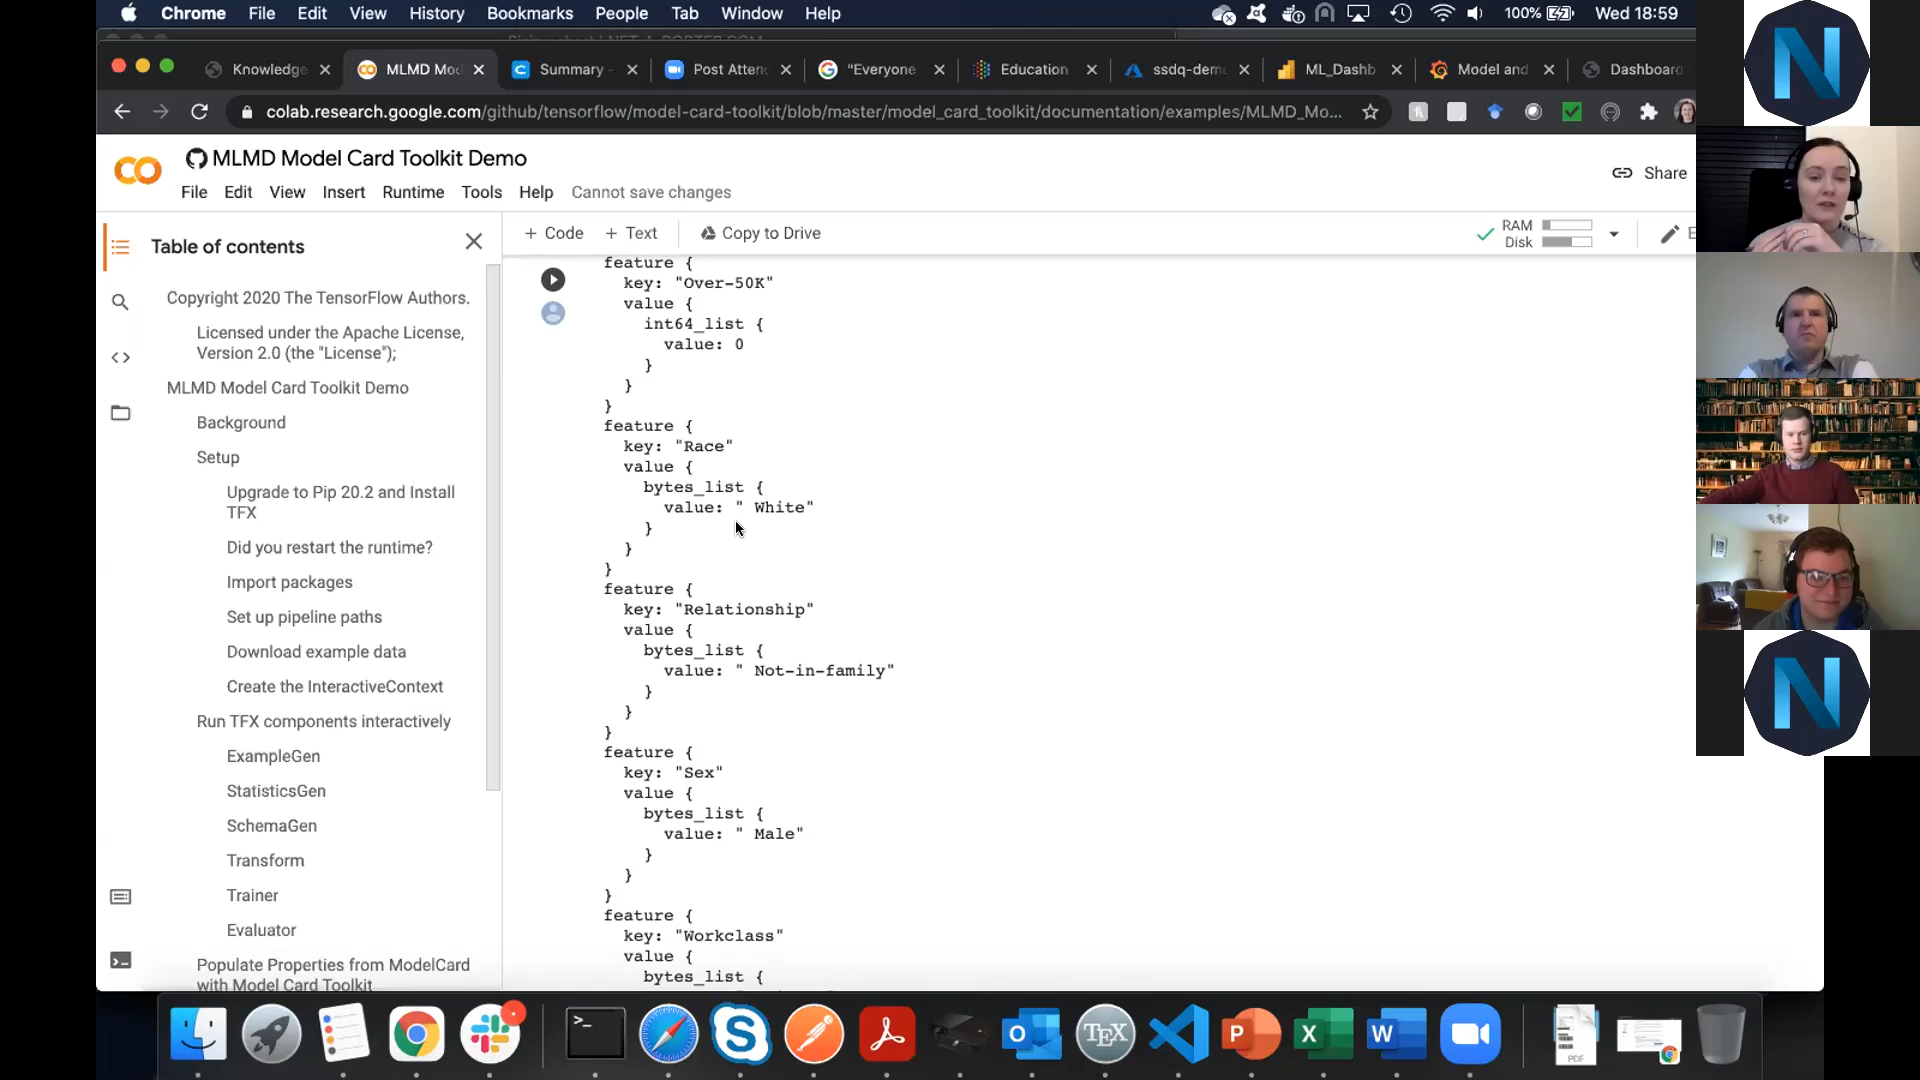 Chrome File Edit View History Bookmarks People Tab Window Help 100% Wed 18:59
Knowledge MLMD Mo Summary - Post Atten "Everyone Education ssdq-dem ML_Dashb Model and Dashboard
colab.research.google.com/github/tensorflow/model-card-toolkit/blob/master/model_card_toolkit/documentation/examples/MLMD_Mo...
MLMD Model Card Toolkit Demo
File Edit View Insert Runtime Tools Help Cannot save changes
Share
Table of contents
+ Code + Text Copy to Drive
RAM
Disk
Copyright 2020 The TensorFlow Authors.
Licensed under the Apache License,
Version 2.0 (the "License");
MLMD Model Card Toolkit Demo
Background
Setup
Upgrade to Pip 20.2 and Install
TFX
Did you restart the runtime?
Import packages
Set up pipeline paths
Download example data
Create the InteractiveContext
Run TFX components interactively
ExampleGen
StatisticsGen
SchemaGen
Transform
Trainer
Evaluator
Populate Properties from ModelCard
with Model Card Toolkit
feature {
key: "Over-50K"
value {
int64_list {
value: 0
}
}
}
feature {
key: "Race"
value {
bytes_list {
value: " White"
}
}
}
feature {
key: "Relationship"
value {
bytes_list {
value: " Not-in-family"
}
}
}
feature {
key: "Sex"
value {
bytes_list {
value: " Male"
}
}
}
feature {
key: "Workclass"
value {
bytes_list {
TEX
PDF